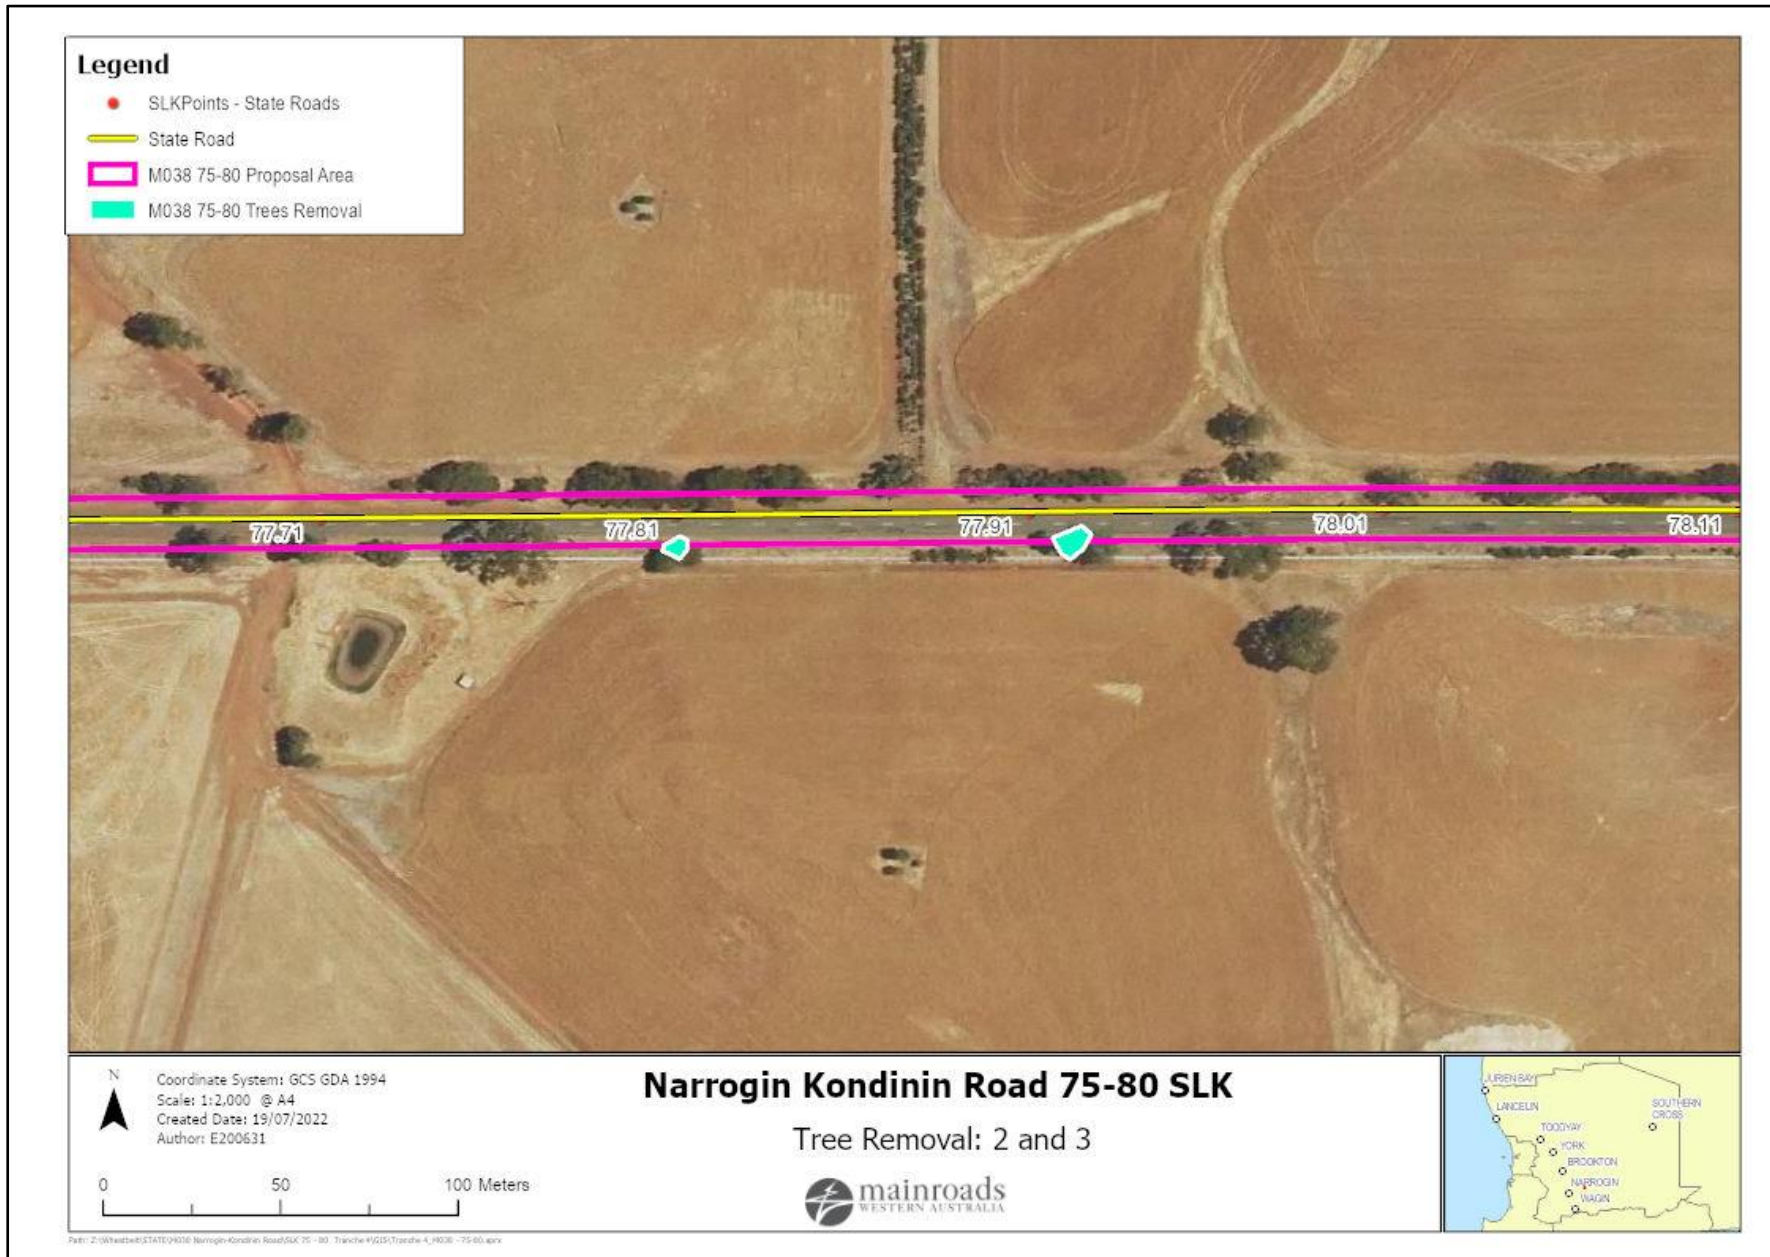 Legend
SLKPoints - State Roads
State Road
M038 75-80 Proposal Area
M038 75-80 Trees Removal
77.71
77.81
77.91
78.01
78.11
N
Coordinate System: GCS GDA 1994
Scale: 1:2,000 @ A4
Created Date: 19/07/2022
Author: E200631
0 50 100 Meters
Narrogin Kondinin Road 75-80 SLK
Tree Removal: 2 and 3
mainroads
WESTERN AUSTRALIA
JURIEN BAY
LANCELIN
SOUTHERN
CROSS
TOODYAY
YORK
BROOKTON
NARROGIN
WAGIN